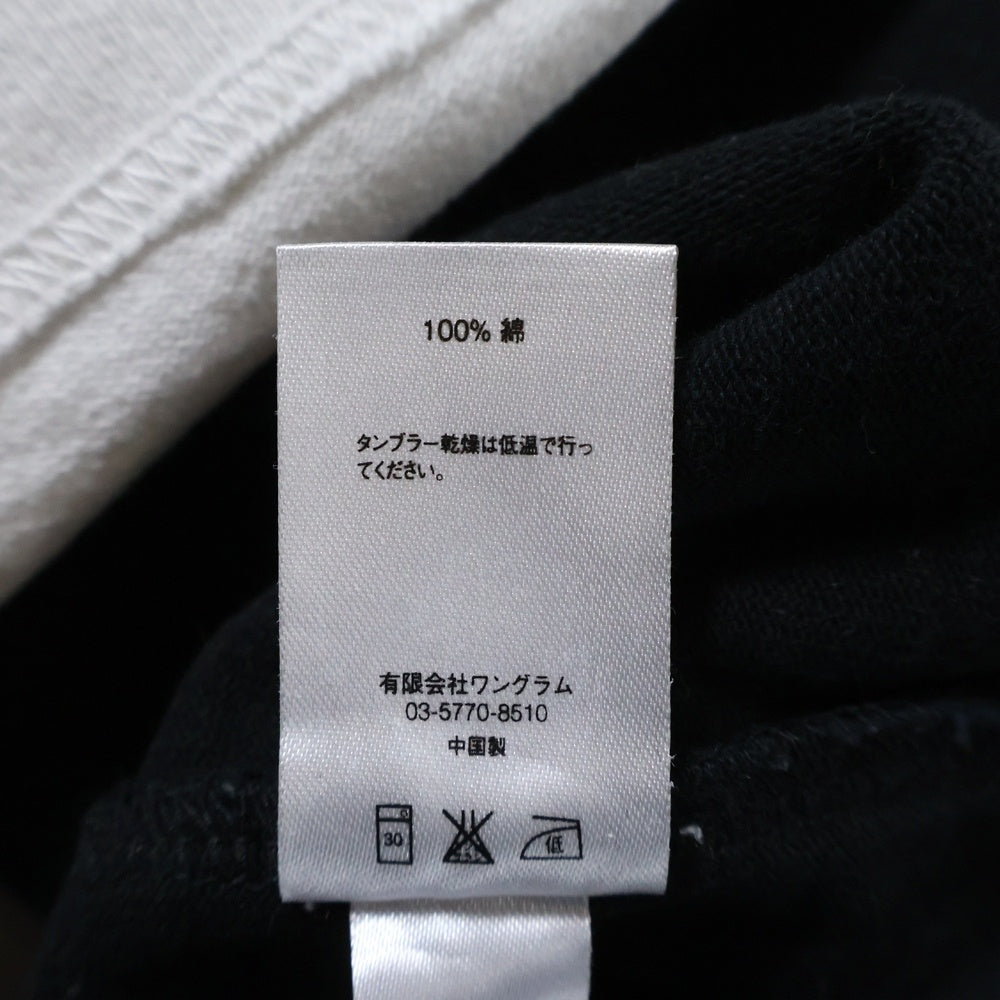 100% 綿
タンブラー乾燥は低温で行っ
てください。
有限会社ワングラム
03-5770-8510
中国製
30
低